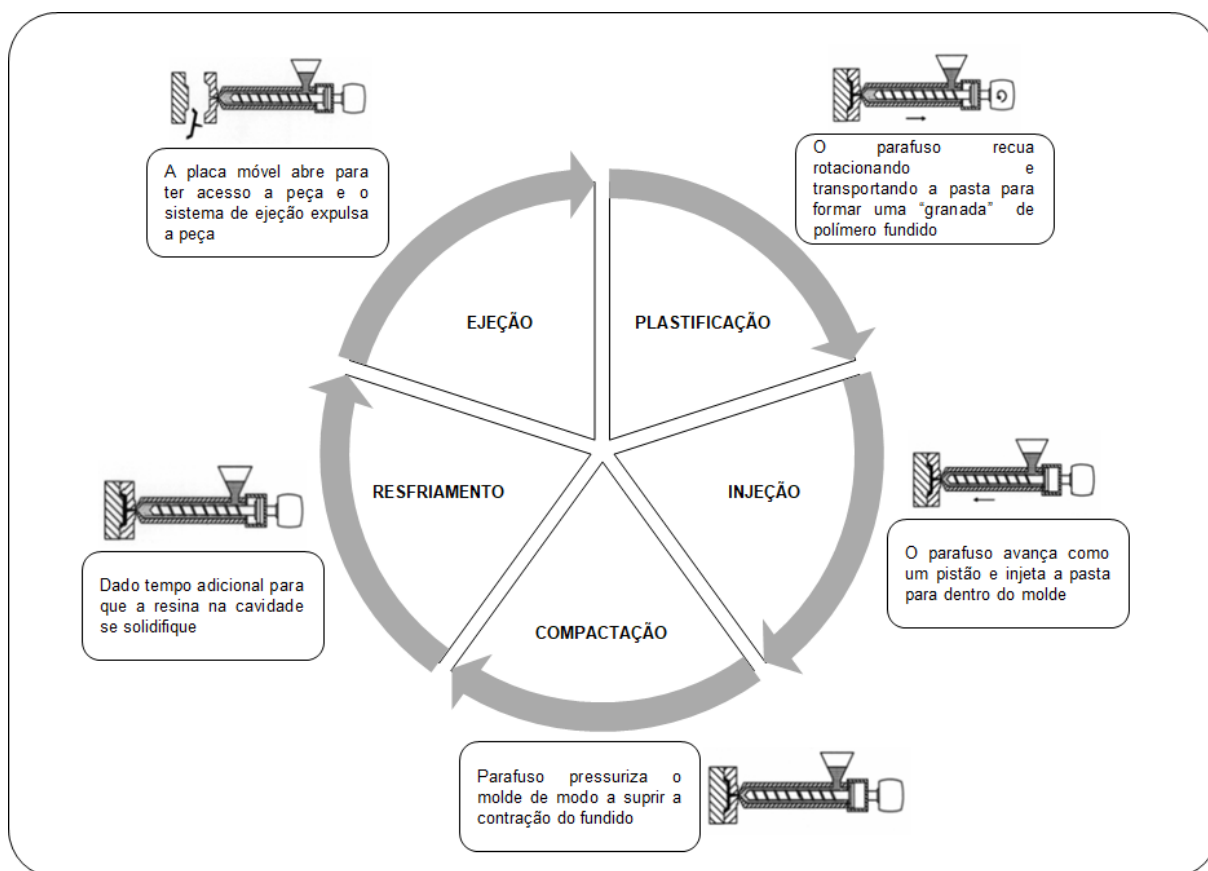 A placa móvel abre para
ter acesso a peça e o
sistema de ejeção expulsa
a peça
O parafuso recua
rotacionando e
transportando a pasta para
formar uma “granada” de
polímero fundido
EJEÇÃO
PLASTIFICAÇÃO
RESFRIAMENTO
INJEÇÃO
Dado tempo adicional para
que a resina na cavidade
se solidifique
O parafuso avança como
um pistão e injeta a pasta
para dentro do molde
COMPACTAÇÃO
Parafuso pressuriza o
molde de modo a suprir a
contração do fundido